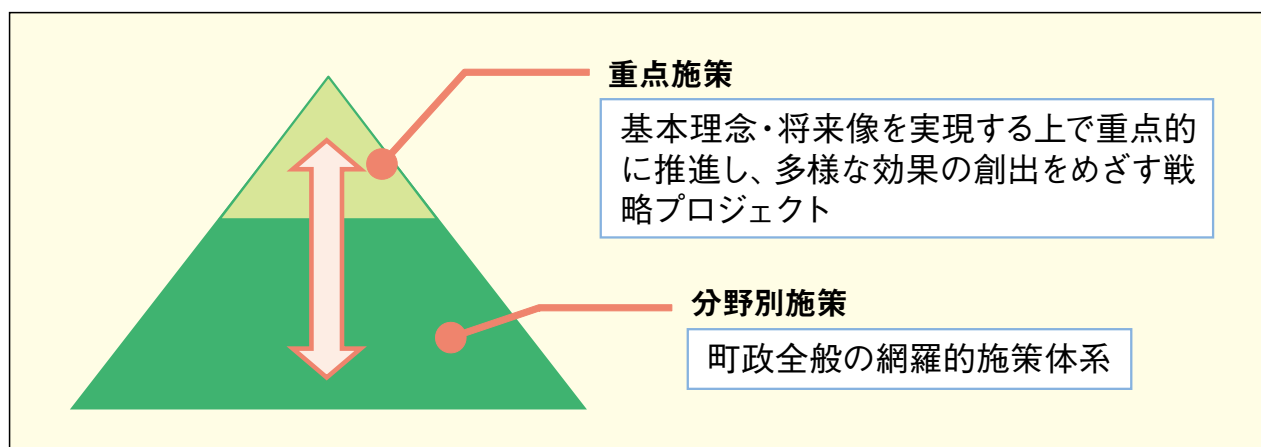 重点施策
基本理念・将来像を実現する上で重点的
に推進し、多様な効果の創出をめざす戦
略プロジェクト
分野別施策
町政全般の網羅的施策体系